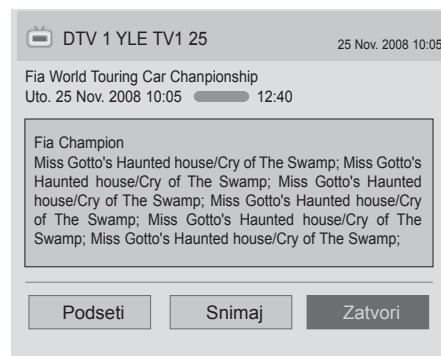 DTV 1 YLE TV1 25
25 Nov. 2008 10:05
Fia World Touring Car Chanpionship
Uto. 25 Nov. 2008 10:05 12:40
Fia Champion
Miss Gotto's Haunted house/Cry of The Swamp; Miss Gotto's
Haunted house/Cry of The Swamp; Miss Gotto's Haunted
house/Cry of The Swamp; Miss Gotto's Haunted house/Cry
of The Swamp; Miss Gotto's Haunted house/Cry of The
Swamp; Miss Gotto's Haunted house/Cry of The Swamp;
Podseti
Snimaj
Zatvori